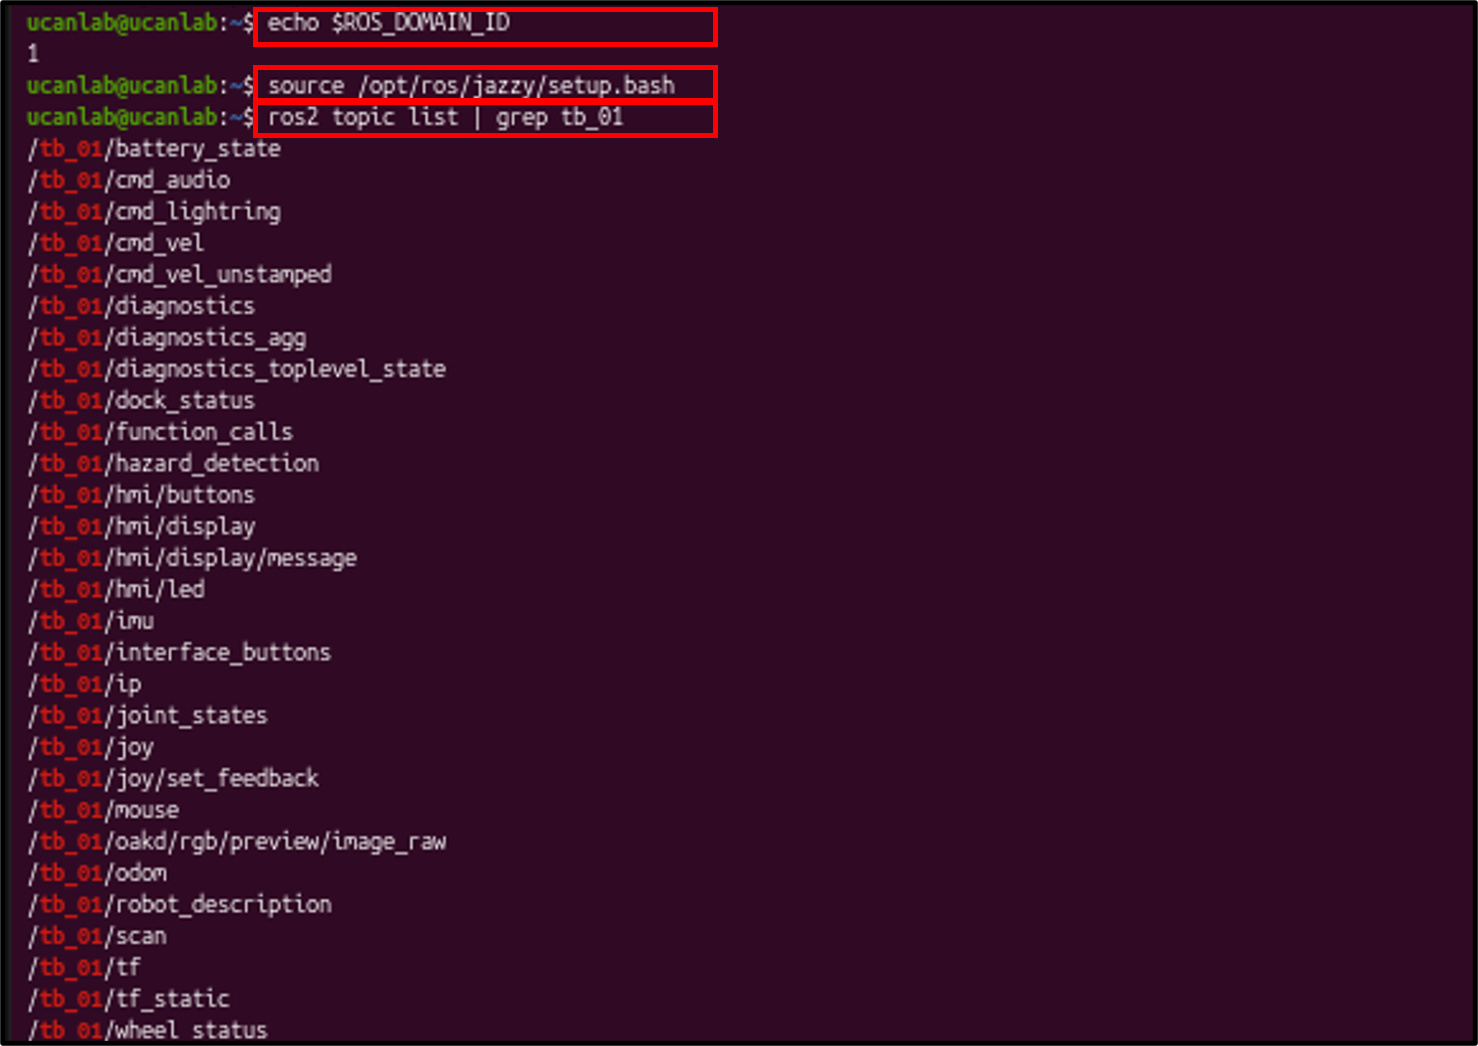 ucanlab@ucanlab:~$ echo $ROS_DOMAIN_ID
1
ucanlab@ucanlab:~$ source /opt/ros/jazzy/setup.bash
ucanlab@ucanlab:~$ ros2 topic list | grep tb_01
/tb_01/battery_state
/tb_01/cmd_audio
/tb_01/cmd_lightring
/tb_01/cmd_vel
/tb_01/cmd_vel_unstamped
/tb_01/diagnostics
/tb_01/diagnostics_agg
/tb_01/diagnostics_toplevel_state
/tb_01/dock_status
/tb_01/function_calls
/tb_01/hazard_detection
/tb_01/hmi/buttons
/tb_01/hmi/display
/tb_01/hmi/display/message
/tb_01/hmi/led
/tb_01/imu
/tb_01/interface_buttons
/tb_01/ip
/tb_01/joint_states
/tb_01/joy
/tb_01/joy/set_feedback
/tb_01/mouse
/tb_01/oakd/rgb/preview/image_raw
/tb_01/odom
/tb_01/robot_description
/tb_01/scan
/tb_01/tf
/tb_01/tf_static
/tb_01/wheel_status